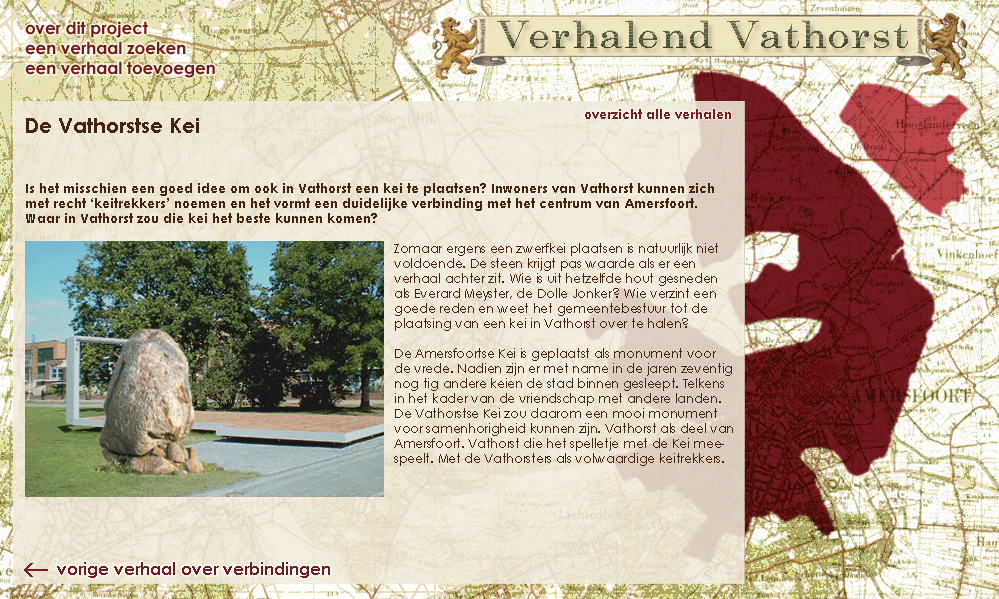 over dit project
een verhaal zoeken
een verhaal toevoegen
Verhalend Vathorst
overzicht alle verhalen
De Vathorstse Kei
Is het misschien een goed idee om ook in Vathorst een kei te plaatsen? Inwoners van Vathorst kunnen zich
met recht ‘keitrekkers’ noemen en het vormt een duidelijke verbinding met het centrum van Amersfoort.
Waar in Vathorst zou die kei het beste kunnen komen?
Zomaar ergens een zwerfkei plaatsen is natuurlijk niet
voldoende. De steen krijgt pas waarde als er een
verhaal achter zit. Wie is uit hetzelfde hout gesneden
als Everard Meyster, de Dolle Jonker? Wie verzint een
goede reden en weet het gemeentebestuur tot de
plaatsing van een kei in Vathorst over te halen?
De Amersfoortse Kei is geplaatst als monument voor
de vrede. Nadien zijn er met name in de jaren zeventig
nog tig andere keien de stad binnen gesleept. Telkens
in het kader van de vriendschap met andere landen.
De Vathorstse Kei zou daarom een mooi monument
voor samenhorigheid kunnen zijn. Vathorst als deel van
Amersfoort. Vathorst die het spelletje met de Kei mee-
speelt. Met de Vathorsters als volwaardige keitrekkers.
← vorige verhaal over verbindingen
AMERSFOORT